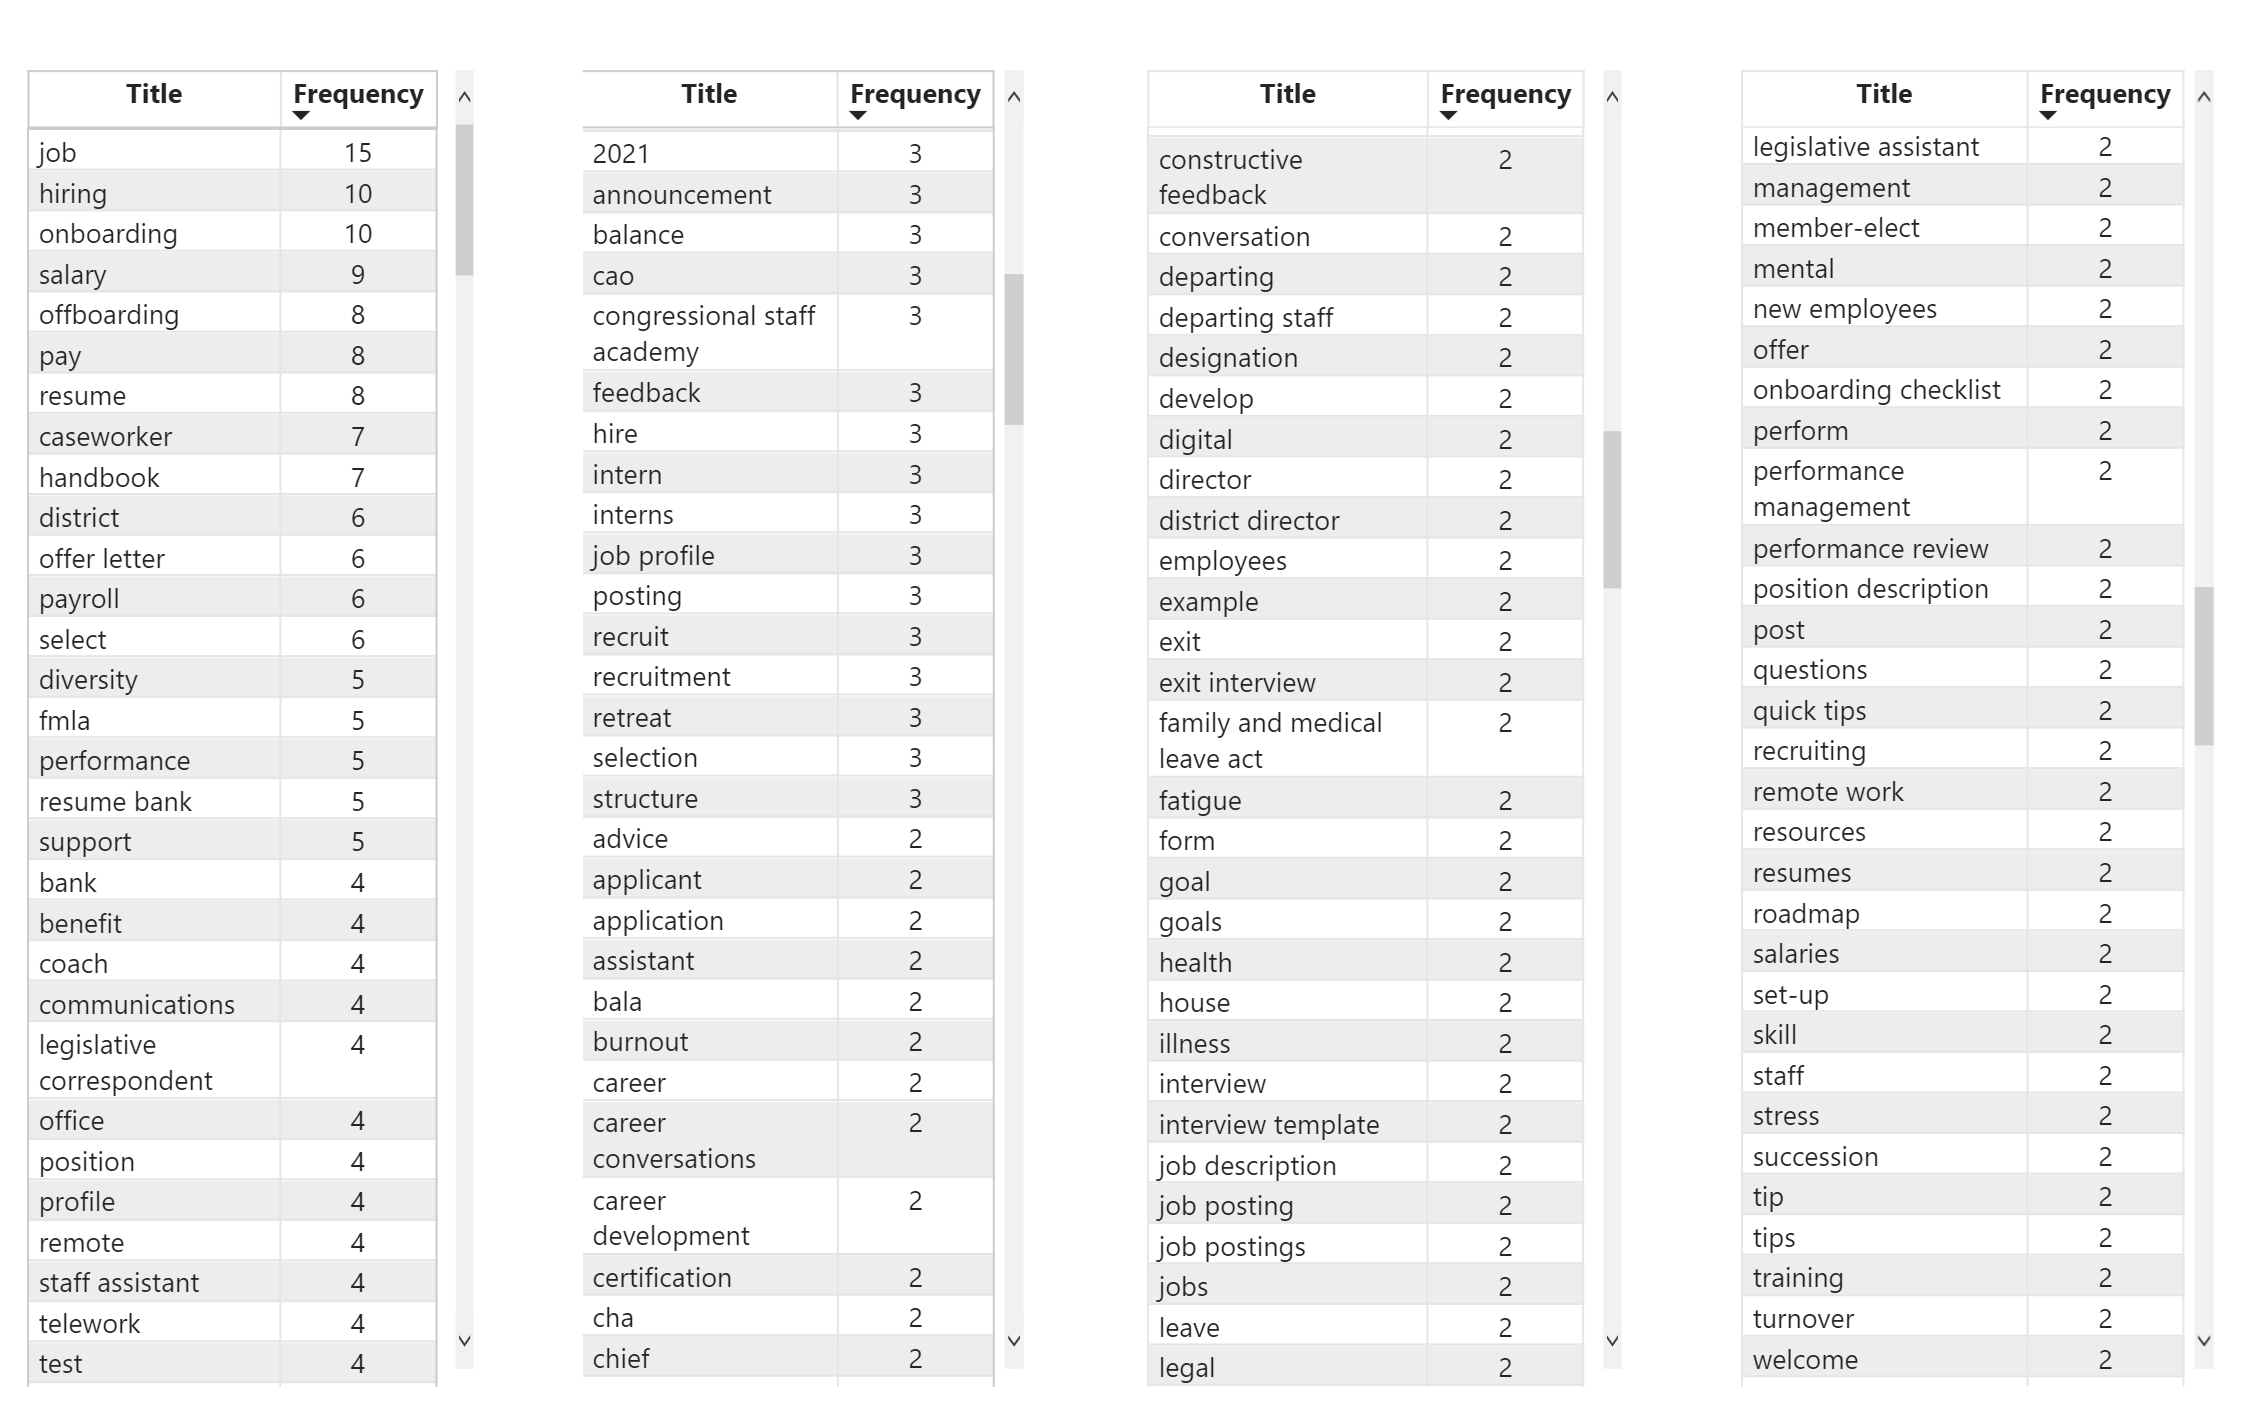 Title Frequency
job 15
hiring 10
onboarding 10
salary 9
offboarding 8
pay 8
resume 8
caseworker 7
handbook 7
district 6
offer letter 6
payroll 6
select 6
diversity 5
fmla 5
performance 5
resume bank 5
support 5
bank 4
benefit 4
coach 4
communications 4
legislative 4
correspondent
office 4
position 4
profile 4
remote 4
staff assistant 4
telework 4
test 4
Title Frequency
2021 3
announcement 3
balance 3
cao 3
congressional staff 3
academy
feedback 3
hire 3
intern 3
interns 3
job profile 3
posting 3
recruit 3
recruitment 3
retreat 3
selection 3
structure 3
advice 2
applicant 2
application 2
assistant 2
bala 2
burnout 2
career 2
career 2
conversations
career 2
development
certification 2
cha 2
chief 2
Title Frequency
constructive 2
feedback
conversation 2
departing 2
departing staff 2
designation 2
develop 2
digital 2
director 2
district director 2
employees 2
example 2
exit 2
exit interview 2
family and medical 2
leave act
fatigue 2
form 2
goal 2
goals 2
health 2
house 2
illness 2
interview 2
interview template 2
job description 2
job posting 2
job postings 2
jobs 2
leave 2
legal 2
Title Frequency
legislative assistant 2
management 2
member-elect 2
mental 2
new employees 2
offer 2
onboarding checklist 2
perform 2
performance 2
management
performance review 2
position description 2
post 2
questions 2
quick tips 2
recruiting 2
remote work 2
resources 2
resumes 2
roadmap 2
salaries 2
set-up 2
skill 2
staff 2
stress 2
succession 2
tip 2
tips 2
training 2
turnover 2
welcome 2